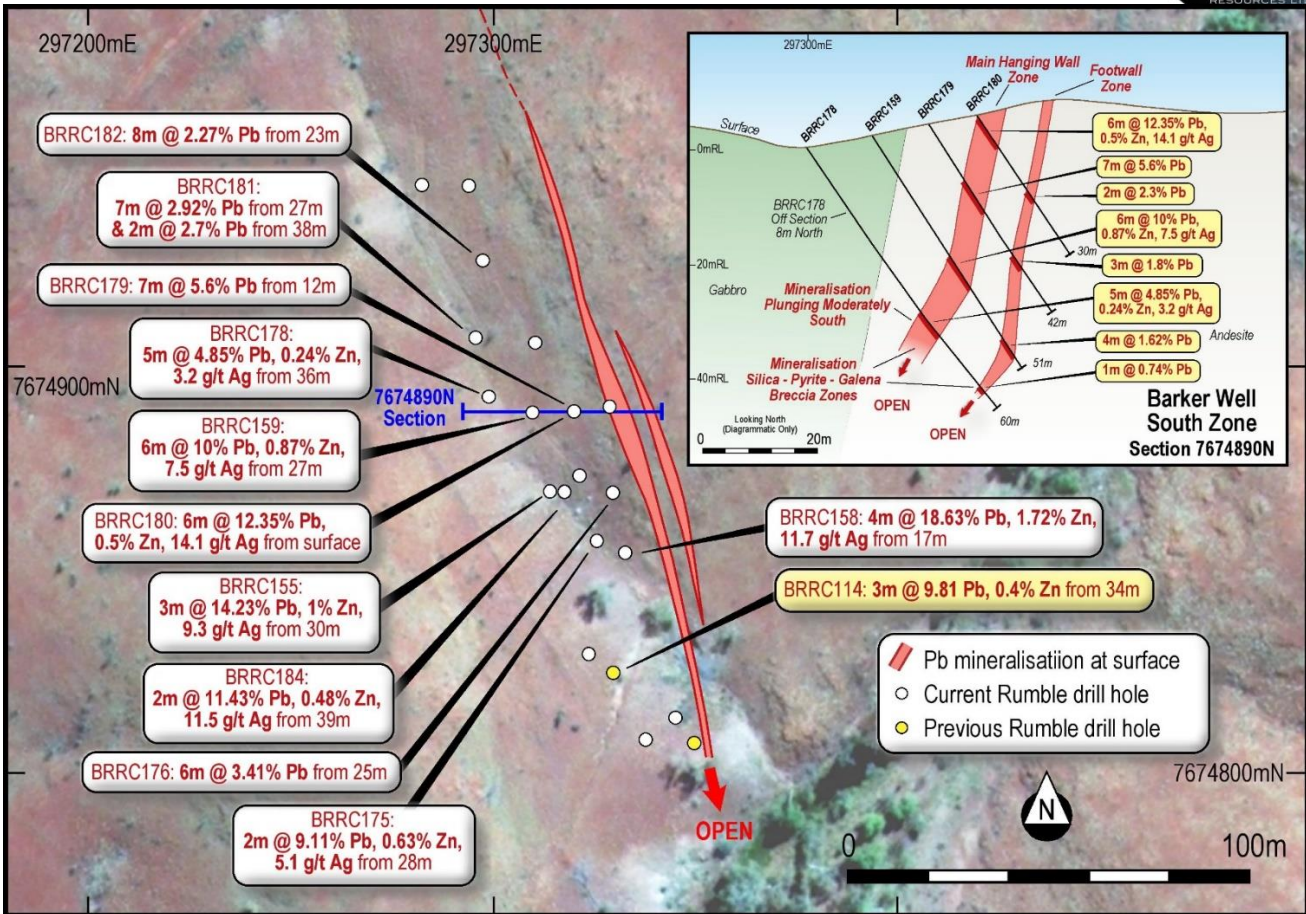 RESOURCES LTD
297200mE
297300mE
BRRC182: 8m @ 2.27% Pb from 23m
BRRC181:
7m @ 2.92% Pb from 27m
& 2m @ 2.7% Pb from 38m
BRRC179: 7m @ 5.6% Pb from 12m
BRRC178:
5m @ 4.85% Pb, 0.24% Zn,
3.2 g/t Ag from 36m
7674900mN
7674890N
Section
BRRC159:
6m @ 10% Pb, 0.87% Zn,
7.5 g/t Ag from 27m
BRRC180: 6m @ 12.35% Pb,
0.5% Zn, 14.1 g/t Ag from surface
BRRC155:
3m @ 14.23% Pb, 1% Zn,
9.3 g/t Ag from 30m
BRRC184:
2m @ 11.43% Pb, 0.48% Zn,
11.5 g/t Ag from 39m
BRRC176: 6m @ 3.41% Pb from 25m
BRRC175:
2m @ 9.11% Pb, 0.63% Zn,
5.1 g/t Ag from 28m
OPEN
297300mE
Main Hanging Wall
Zone
Footwall
Zone
Surface
BRRC178
BRRC159
BRRC179
BRRC180
0mRL
20mRL
40mRL
BRRC178
Off Section
8m North
Gabbro
Mineralisation
Plunging Moderately
South
Mineralisation
Silica - Pyrite - Galena
Breccia Zones
OPEN
OPEN
6m @ 12.35% Pb,
0.5% Zn, 14.1 g/t Ag
7m @ 5.6% Pb
2m @ 2.3% Pb
6m @ 10% Pb,
0.87% Zn, 7.5 g/t Ag
30m
3m @ 1.8% Pb
5m @ 4.85% Pb,
0.24% Zn, 3.2 g/t Ag
42m
4m @ 1.62% Pb
Andesite
51m
1m @ 0.74% Pb
60m
Looking North
(Diagrammatic Only)
0 20m
Barker Well
South Zone
Section 7674890N
BRRC158: 4m @ 18.63% Pb, 1.72% Zn,
11.7 g/t Ag from 17m
BRRC114: 3m @ 9.81 Pb, 0.4% Zn from 34m
Pb mineralisatiion at surface
Current Rumble drill hole
Previous Rumble drill hole
7674800mN
N
0 100m